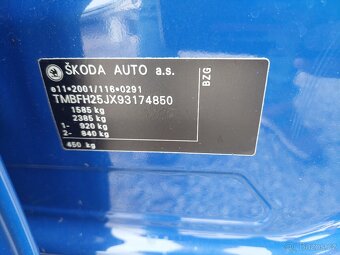 ŠKODA AUTO a.s.
BZG
e11*2001/116*0291
TMBFH25JX93174850
1585 kg
2385 kg
1- 920 kg
2- 840 kg
450 kg